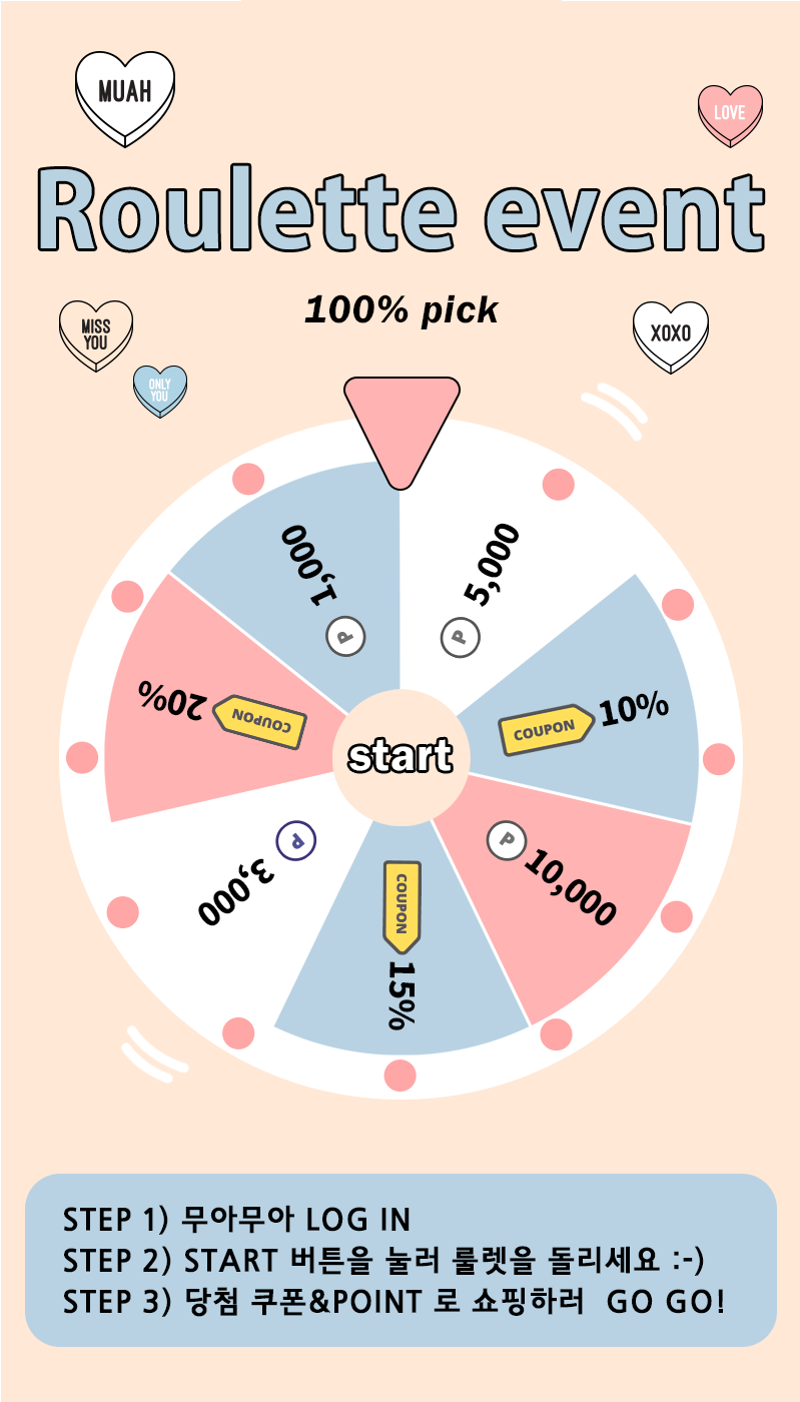 MUAH
LOVE
Roulette event
100% pick
MISS
YOU
XOXO
ONLY
YOU
1,000
P
5,000
P
20%
COUPON
COUPON
10%
start
P
3,000
P
10,000
COUPON
15%
STEP 1) 무아무아 LOG IN
STEP 2) START 버튼을 눌러 룰렛을 돌리세요 :-)
STEP 3) 당첨 쿠폰&POINT 로 쇼핑하러 GO GO!